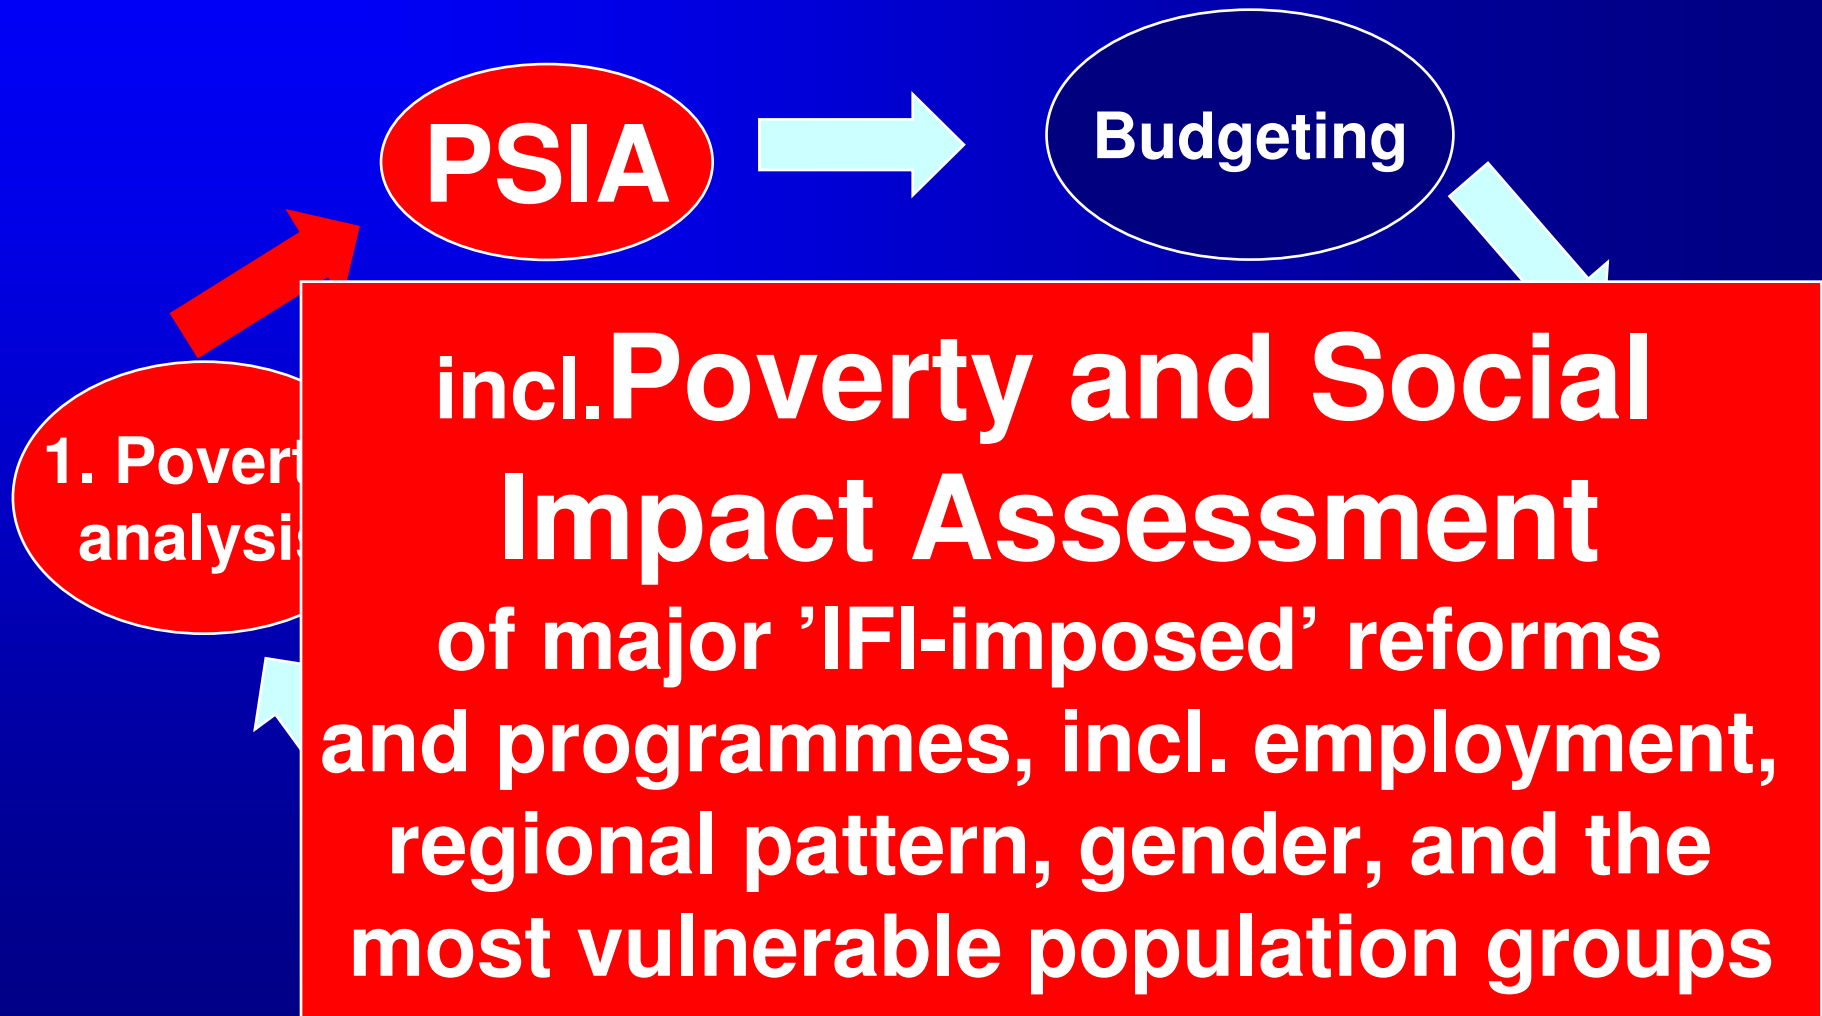 PSIA
Budgeting
1. Povert
analysis
incl.Poverty and Social
Impact Assessment
of major ’IFI-imposed’ reforms
and programmes, incl. employment,
regional pattern, gender, and the
most vulnerable population groups